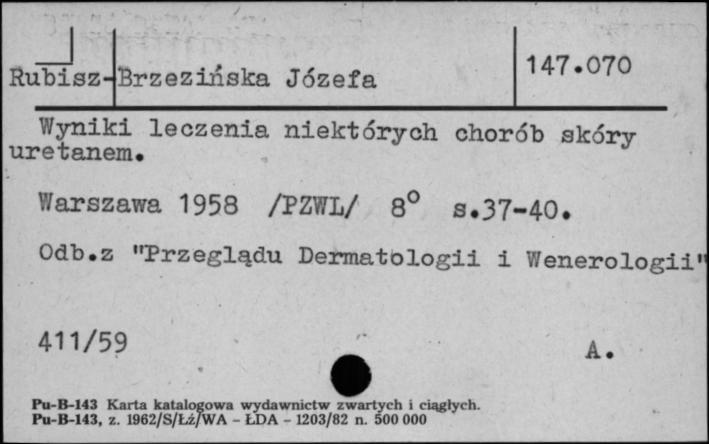 Rubisz-Brzezińska Józefa
147.070
Wyniki leczenia niektórych chorób skóry
uretanem.
Warszawa 1958 /PZWL/ 8° s.37-40.
Odb.z "Przeglądu Dermatologii i Wenerologii"
411/59
A.
Pu-B-143 Karta katalogowa wydawnictw zwartych i ciągłych.
Pu-B-143, z. 1962/S/Łź/WA - ŁDA - 1203/82 n. 500 000